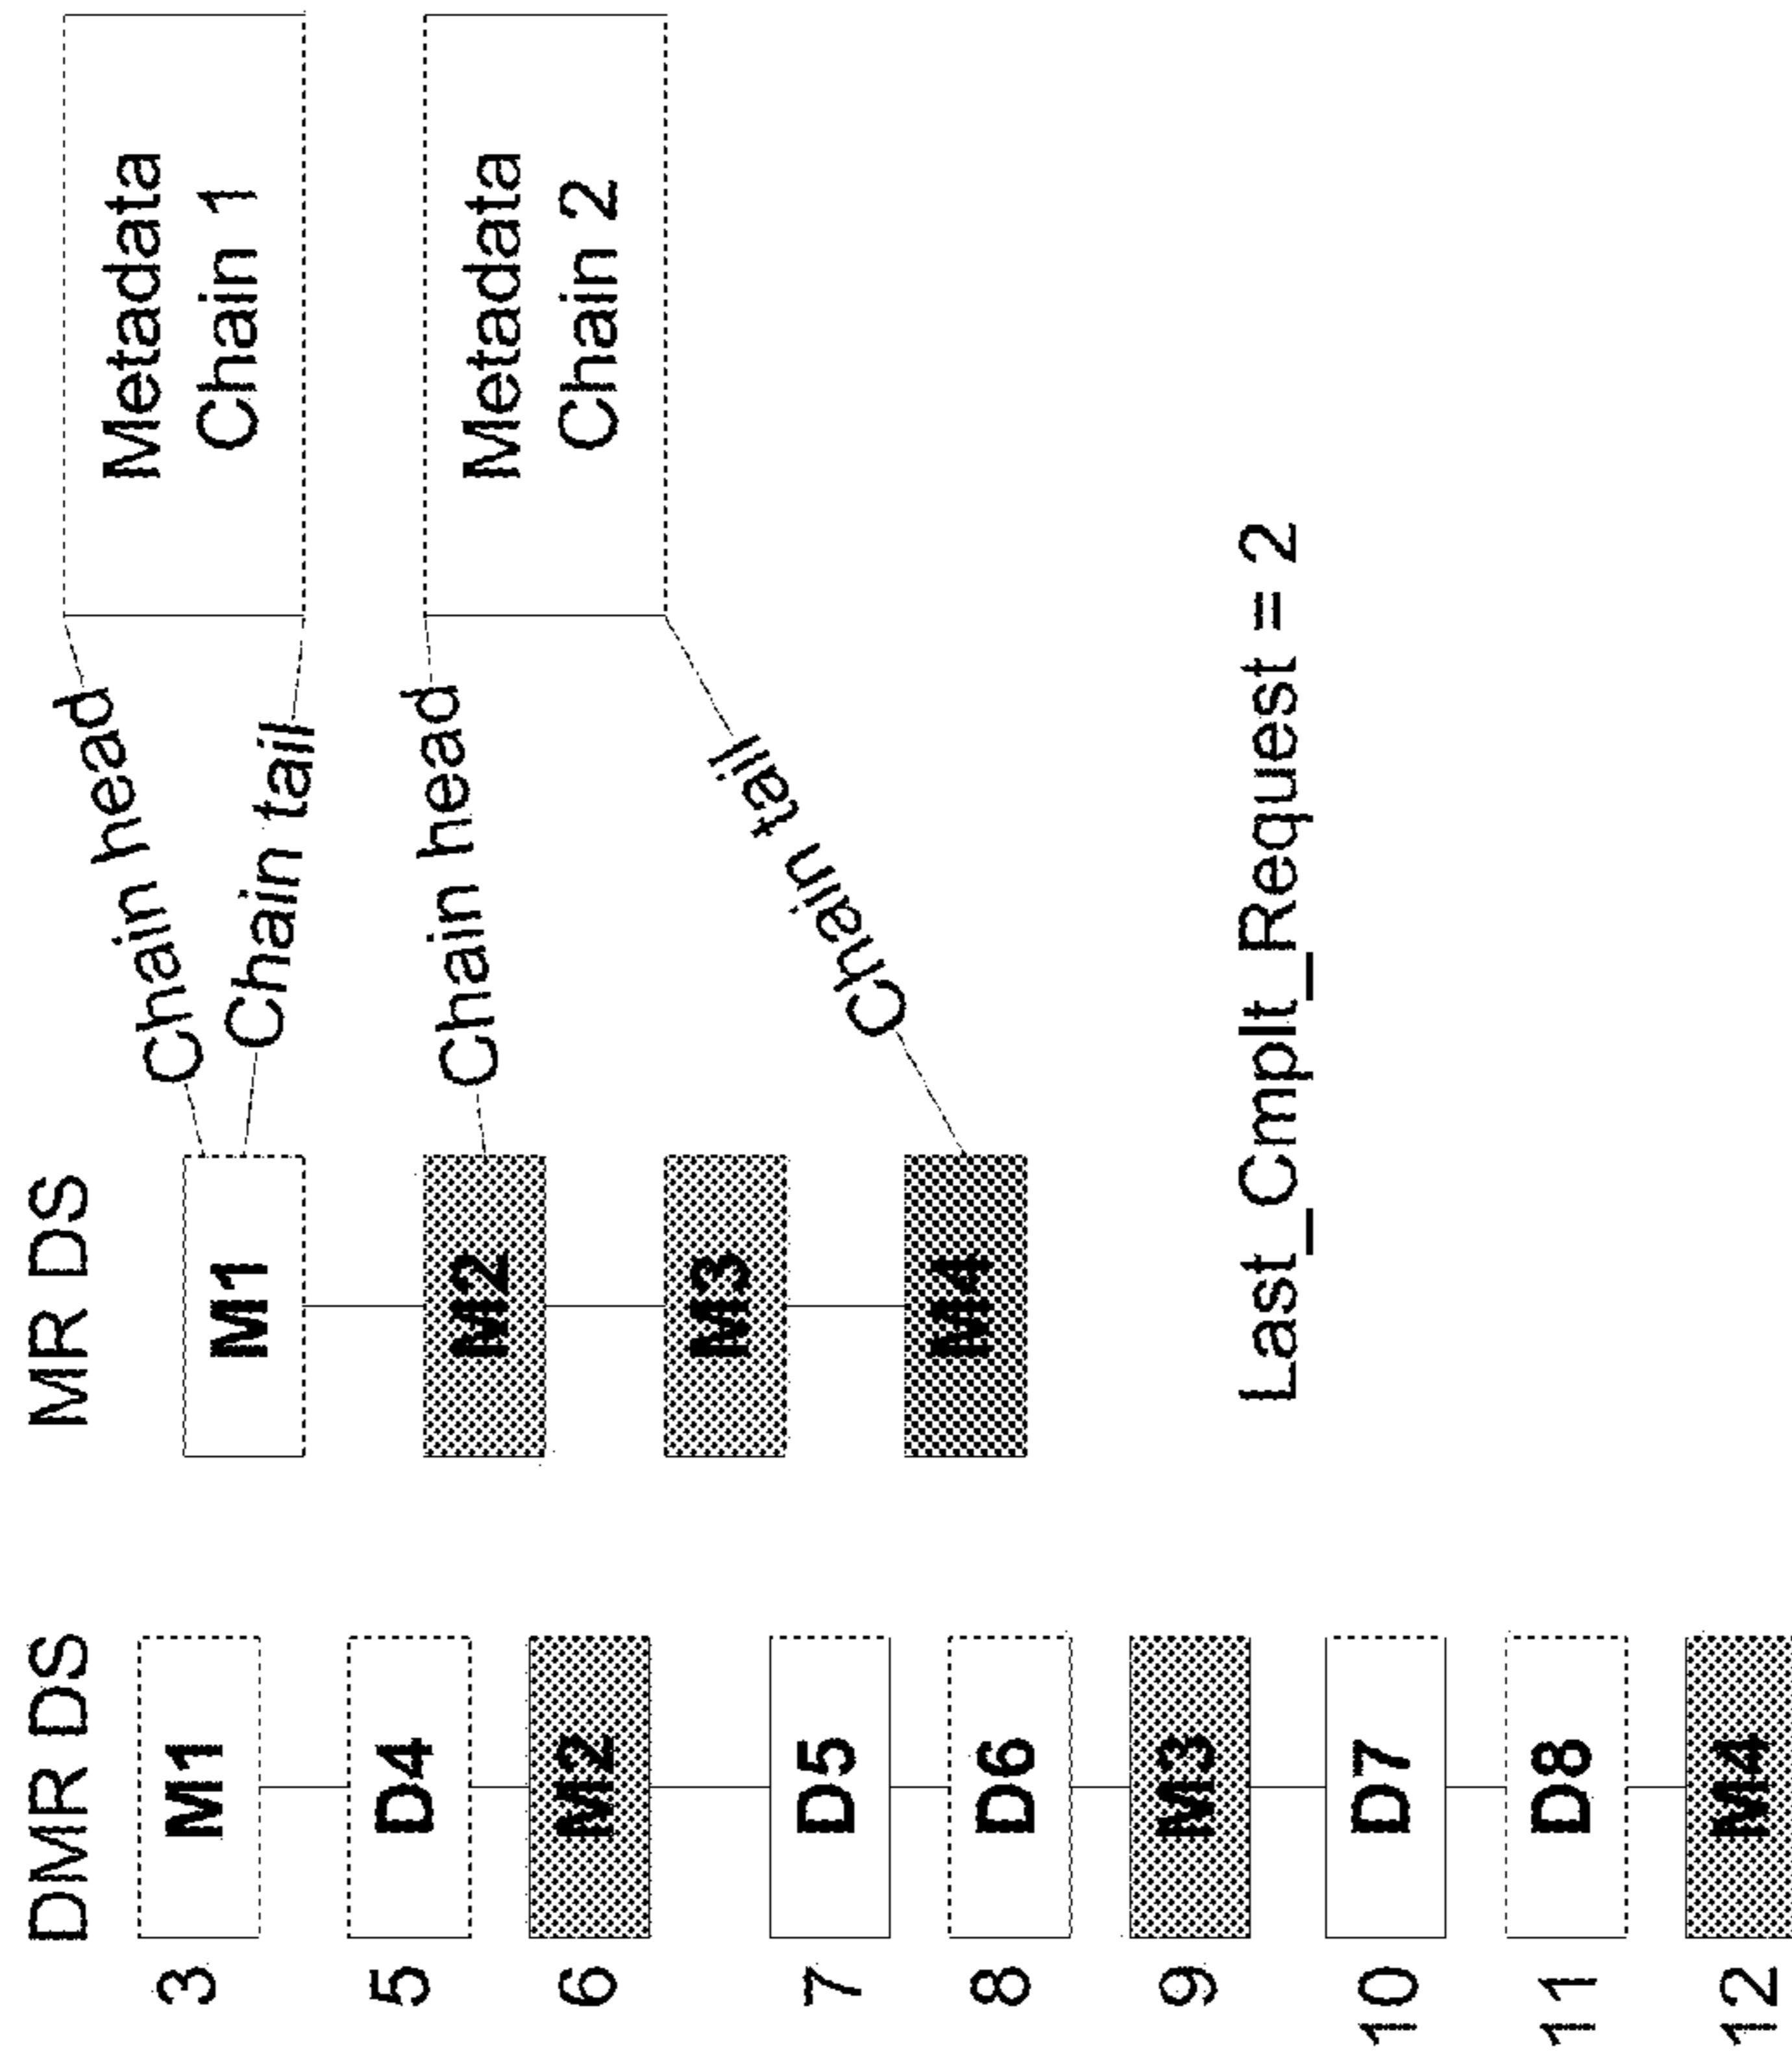 DMR DS
3 M1
5 D4
6 M2
7 D5
8 D6
9 M3
10 D7
11 D8
12 M4
MR DS
M1
M2
M3
M4
Chain head
Chain tail
Metadata
Chain 1
Chain head
Chain tail
Metadata
Chain 2
Last_Cmplt_Request = 2